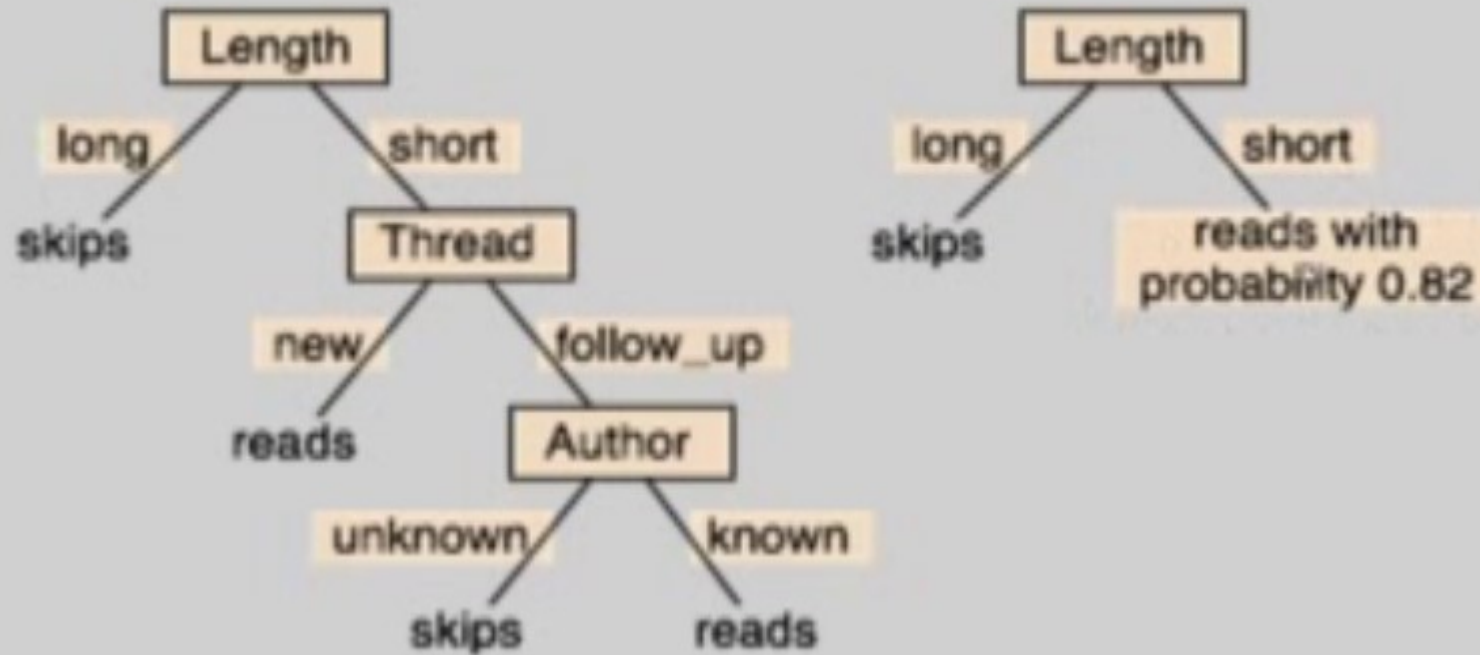 Length
Length
long
short
long
short
skips
Thread
skips
reads with
probability 0.82
new
follow_up
reads
Author
unknown
known
skips
reads